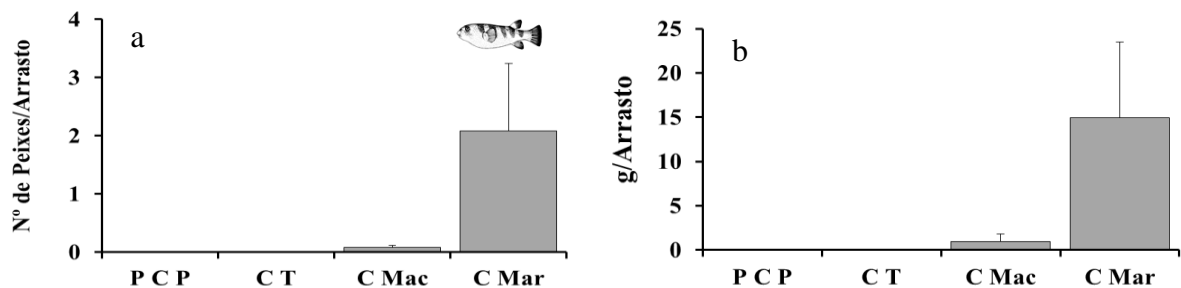 a
Nº de Peixes/Arrasto
4
3
2
1
0
P C P
C T
C Mac
C Mar
b
g/Arrasto
25
20
15
10
5
0
P C P
C T
C Mac
C Mar